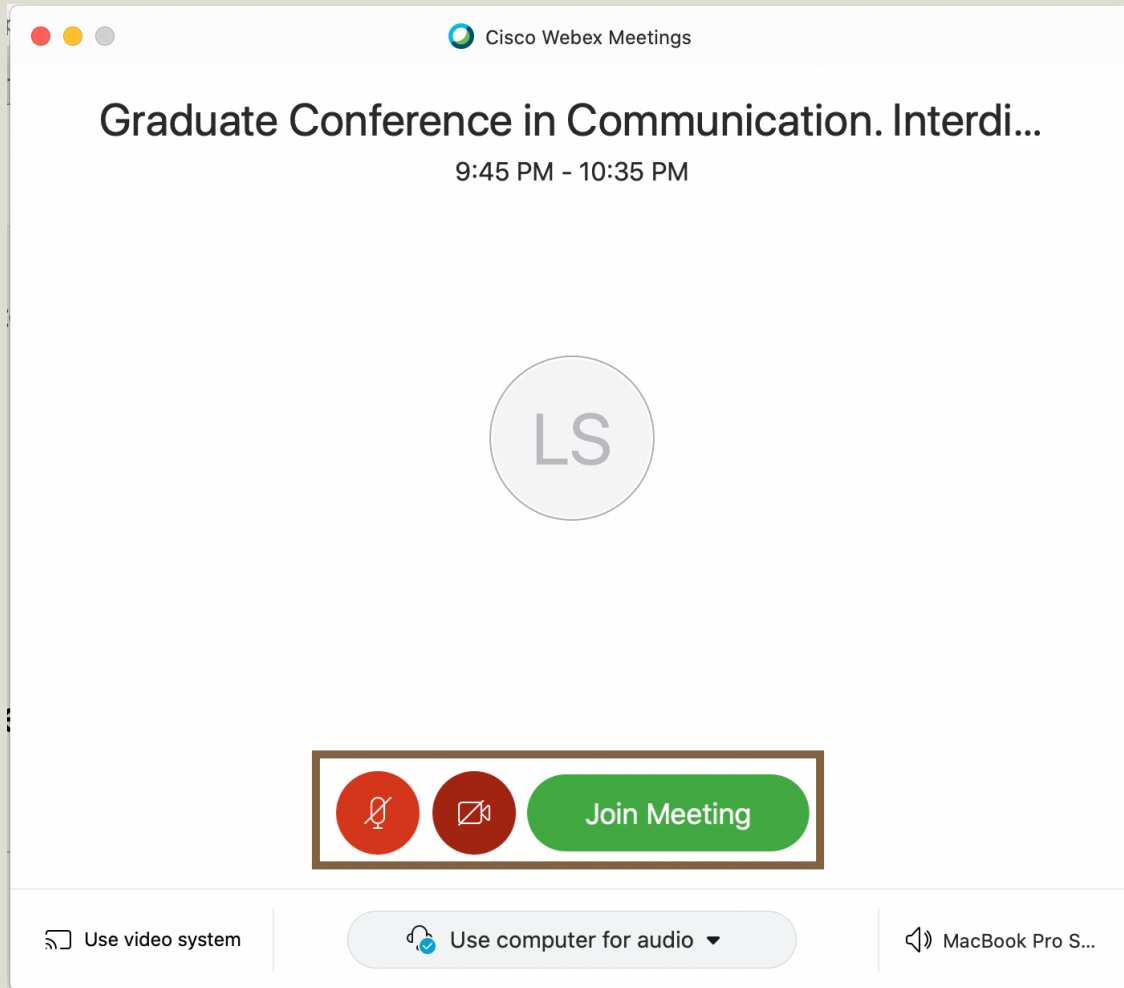 Cisco Webex Meetings
Graduate Conference in Communication. Interdi...
9:45 PM - 10:35 PM
LS
Join Meeting
Use video system
Use computer for audio
MacBook Pro S...